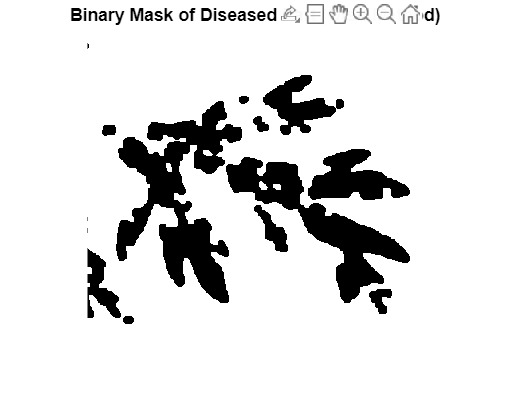 Binary Mask of Diseased d)